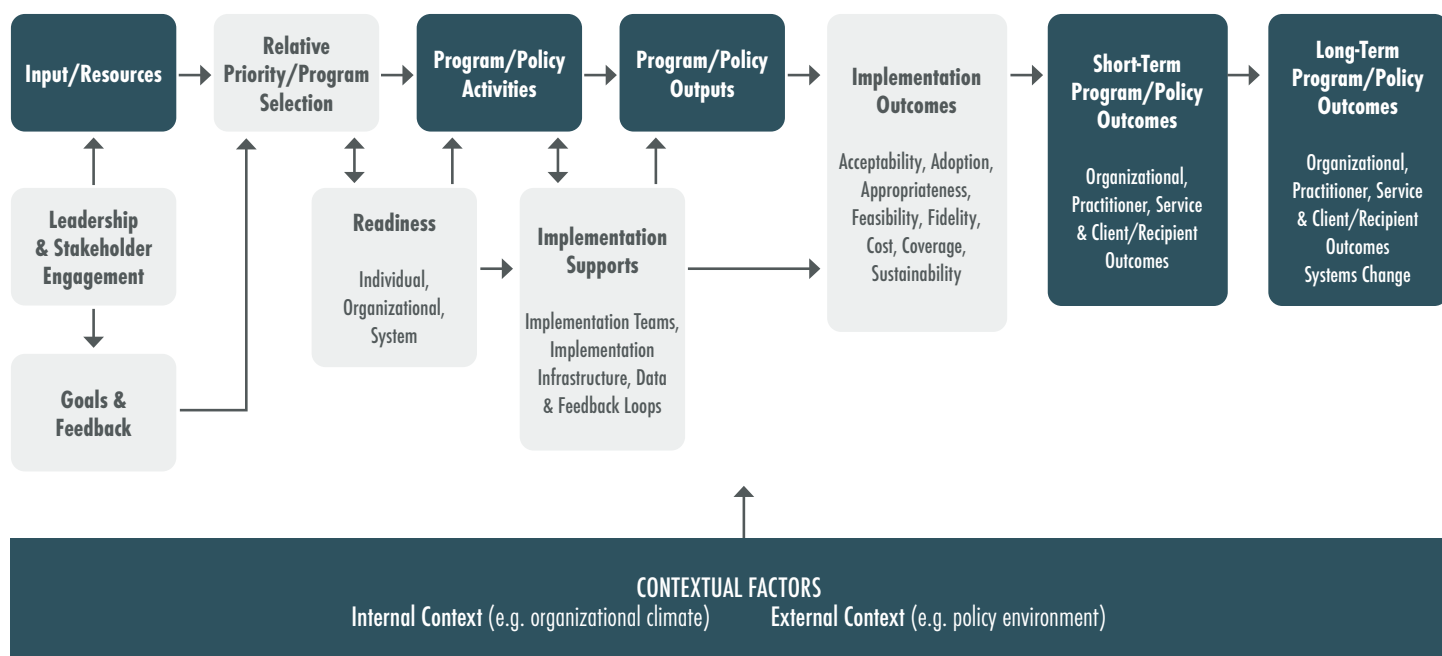 Input/Resources
Relative
Priority/Program
Selection
Program/Policy
Activities
Program/Policy
Outputs
Implementation
Outcomes
Acceptability, Adoption,
Appropriateness,
Feasibility, Fidelity,
Cost, Coverage,
Sustainability
Short-Term
Program/Policy
Outcomes
Organizational,
Practitioner, Service
& Client/Recipient
Outcomes
Long-Term
Program/Policy
Outcomes
Organizational,
Practitioner, Service
& Client/Recipient
Outcomes
Systems Change
Leadership
& Stakeholder
Engagement
Readiness
Individual,
Organizational,
System
Implementation
Supports
Implementation Teams,
Implementation
Infrastructure, Data
& Feedback Loops
Goals &
Feedback
CONTEXTUAL FACTORS
Internal Context (e.g. organizational climate) External Context (e.g. policy environment)